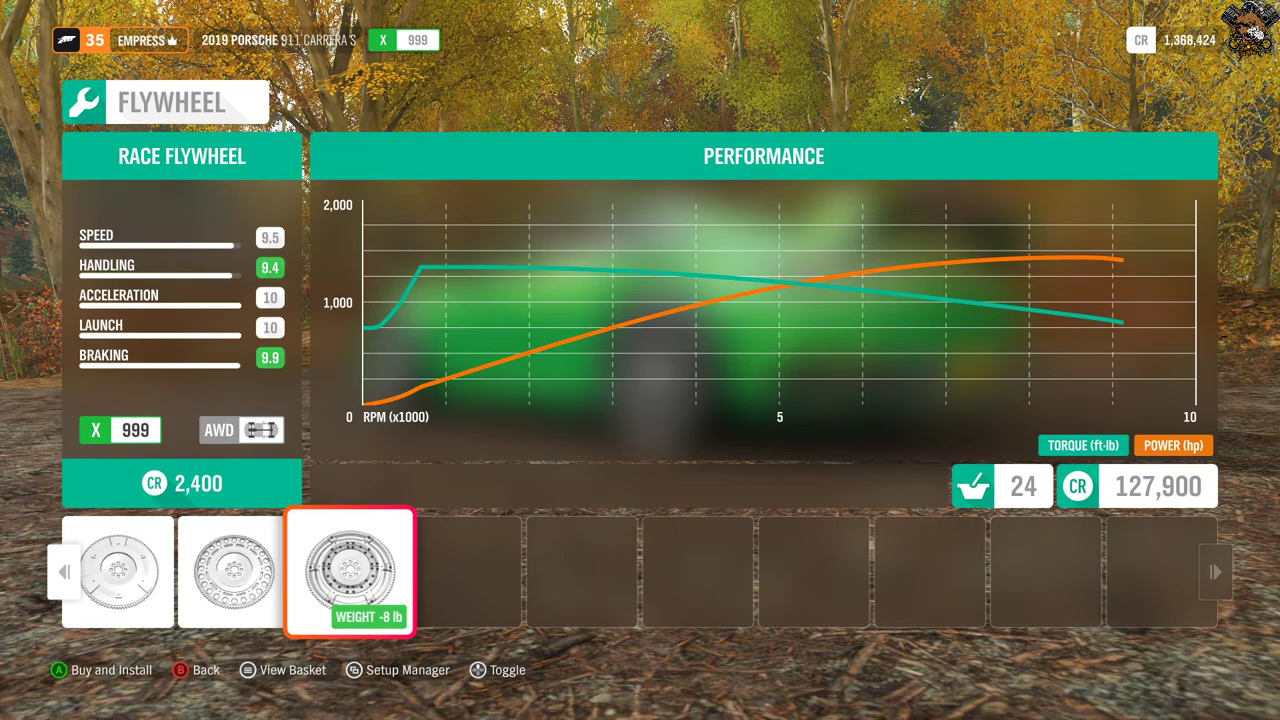 35 EMPRESS 2019 PORSCHE 911 CARRERA S X 999 CR 1,368,424
FLYWHEEL
RACE FLYWHEEL
SPEED 9.5
HANDLING 9.4
ACCELERATION 10
LAUNCH 10
BRAKING 9.9
X 999 AWD
CR 2,400
PERFORMANCE
2,000
1,000
0 RPM (x1000) 5 10
TORQUE (ft·lb) POWER (hp)
24 CR 127,900
WEIGHT -8 lb
A Buy and Install B Back View Basket Setup Manager Toggle